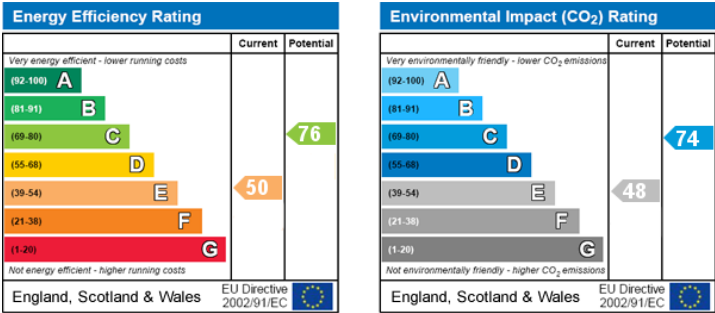 Energy Efficiency Rating
Current Potential
Very energy efficient - lower running costs
(92-100) A
(81-91) B
(69-80) C
76
(55-68) D
(39-54) E
50
(21-38) F
(1-20) G
Not energy efficient - higher running costs
England, Scotland & Wales
EU Directive
2002/91/EC
Environmental Impact (CO2) Rating
Current Potential
Very environmentally friendly - lower CO2 emissions
(92-100) A
(81-91) B
(69-80) C
74
(55-68) D
(39-54) E
48
(21-38) F
(1-20) G
Not environmentally friendly - higher CO2 emissions
England, Scotland & Wales
EU Directive
2002/91/EC